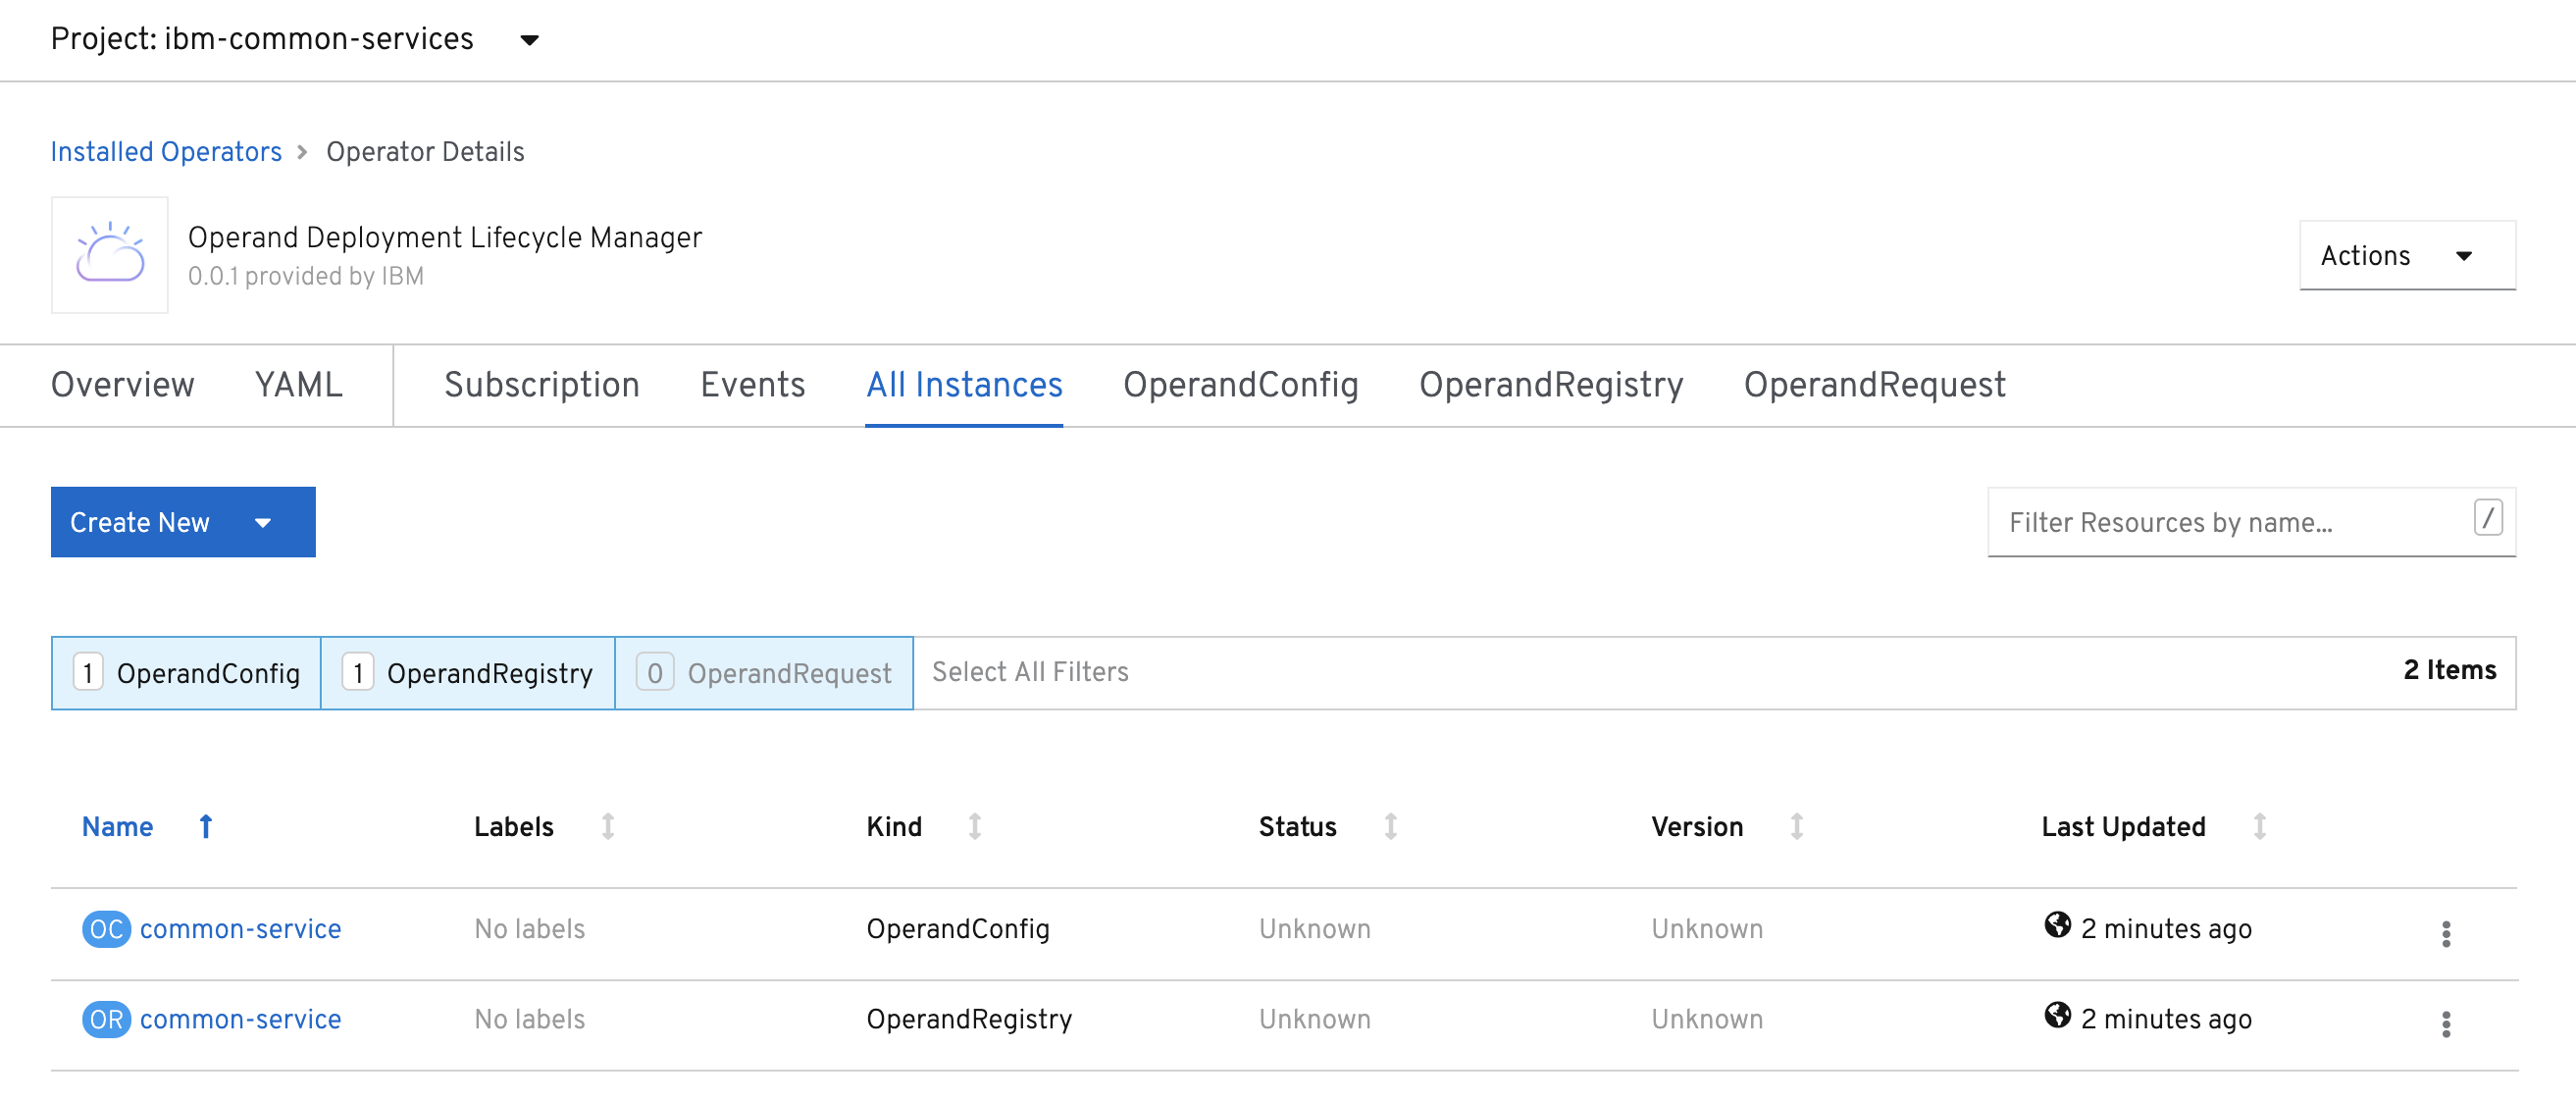 Project: ibm-common-services
Installed Operators > Operator Details
Operand Deployment Lifecycle Manager
0.0.1 provided by IBM
Actions
Overview YAML Subscription Events All Instances OperandConfig OperandRegistry OperandRequest
Create New
Filter Resources by name...
/
1 OperandConfig 1 OperandRegistry 0 OperandRequest Select All Filters 2 Items
Name Labels Kind Status Version Last Updated
OC common-service No labels OperandConfig Unknown Unknown 2 minutes ago
OR common-service No labels OperandRegistry Unknown Unknown 2 minutes ago